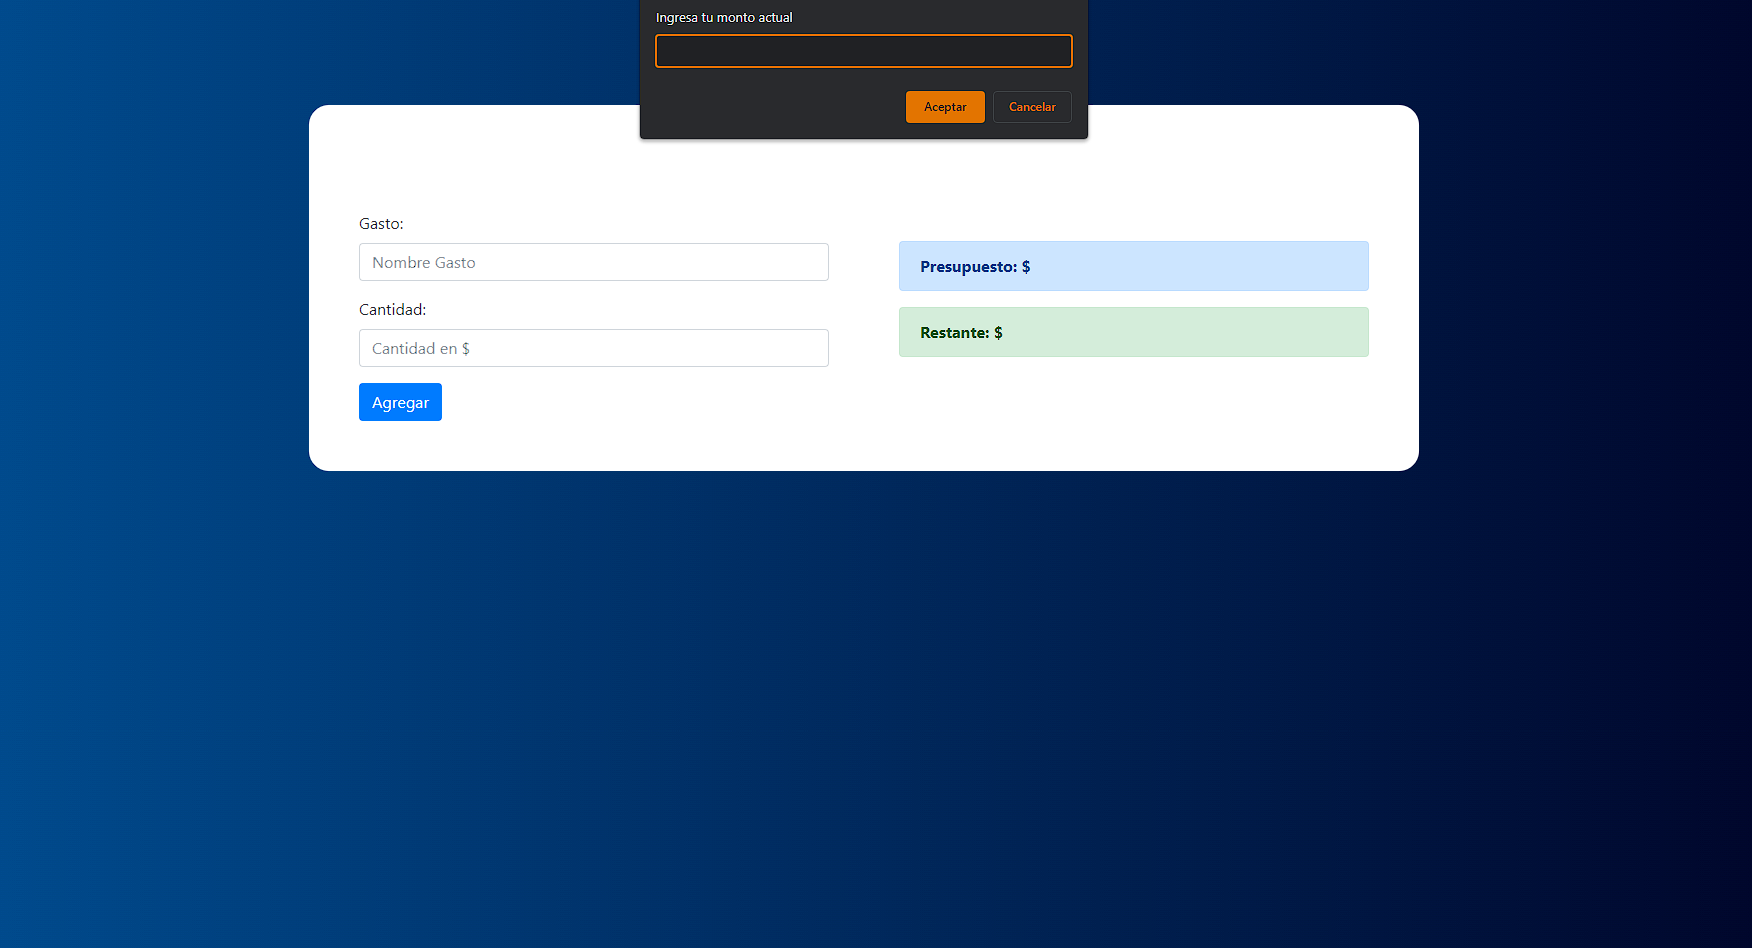 Ingresa tu monto actual
Aceptar
Cancelar
Gasto:
Nombre Gasto
Cantidad:
Cantidad en $
Agregar
Presupuesto: $
Restante: $